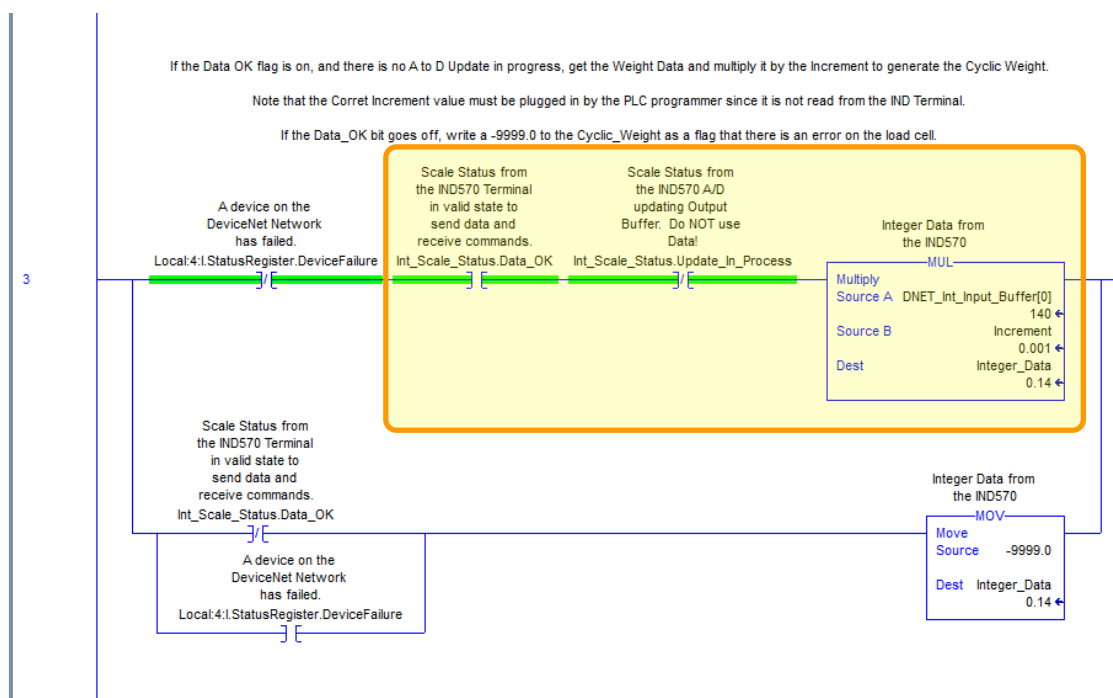 If the Data OK flag is on, and there is no A to D Update in progress, get the Weight Data and multiply it by the Increment to generate the Cyclic Weight.
Note that the Corret Increment value must be plugged in by the PLC programmer since it is not read from the IND Terminal.
If the Data_OK bit goes off, write a -9999.0 to the Cyclic_Weight as a flag that there is an error on the load cell.
3
A device on the
DeviceNet Network
has failed.
Local:4:I.StatusRegister.DeviceFailure
Scale Status from
the IND570 Terminal
in valid state to
send data and
receive commands.
Int_Scale_Status.Data_OK
Scale Status from
the IND570 A/D
updating Output
Buffer. Do NOT use
Data!
Int_Scale_Status.Update_In_Process
Integer Data from
the IND570
MUL
Multiply
Source A DNET_Int_Input_Buffer[0]
140
Source B Increment
0.001
Dest Integer_Data
0.14
Scale Status from
the IND570 Terminal
in valid state to
send data and
receive commands.
Int_Scale_Status.Data_OK
A device on the
DeviceNet Network
has failed.
Local:4:I.StatusRegister.DeviceFailure
Integer Data from
the IND570
MOV
Move
Source -9999.0
Dest Integer_Data
0.14